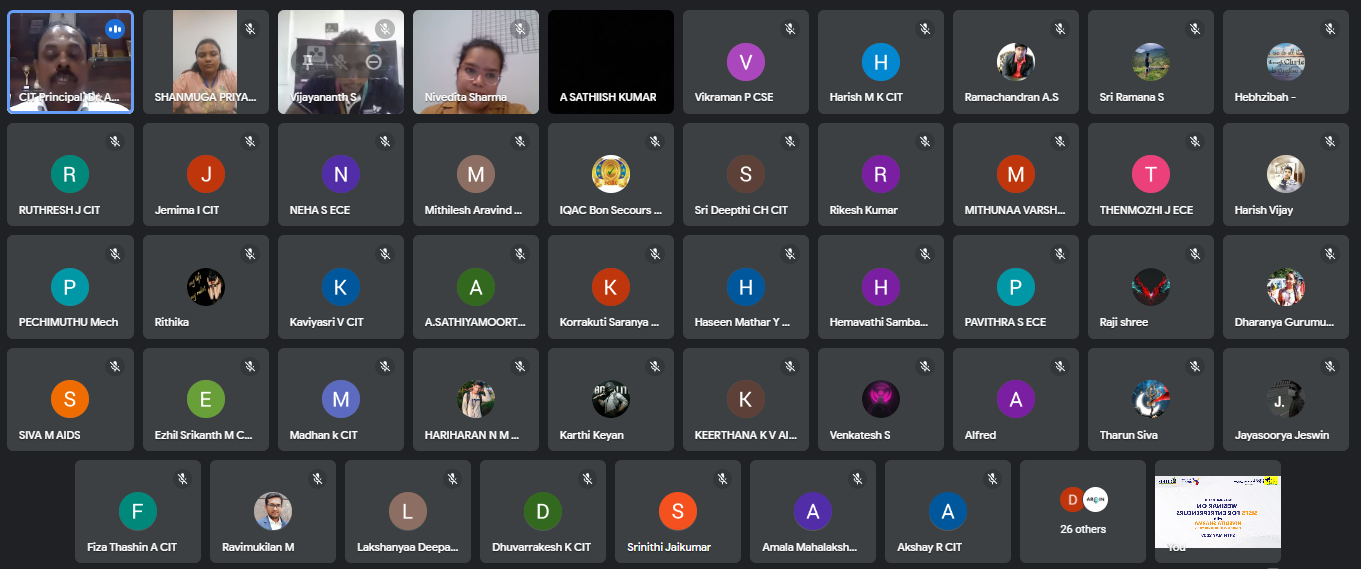 CIT Principal, Dr. A...
SHANMUGA PRIYA...
Vijayananth S
Nivedita Sharma
A SATHIISH KUMAR
V
Vikraman P CSE
H
Harish M K CIT
Ramachandran A.S
Sri Ramana S
Hebhzibah -
R
RUTHRESH J CIT
J
Jemima I CIT
N
NEHA S ECE
M
Mithilesh Aravind ...
IQAC Bon Secours ...
S
Sri Deepthi CH CIT
R
Rikesh Kumar
M
MITHUNAA VARSH...
T
THENMOZHI J ECE
Harish Vijay
P
PECHIMUTHU Mech
Rithika
K
Kaviyasri V CIT
A
A.SATHIYAMOORT...
K
Korrakuti Saranya ...
H
Haseen Mathar Y ...
H
Hemavathi Samba...
P
PAVITHRA S ECE
Raji shree
Dharanya Gurumu...
S
SIVA M AIDS
E
Ezhil Srikanth M C...
M
Madhan k CIT
HARIHARAN N M ...
Karthi Keyan
K
KEERTHANA K V AI...
Venkatesh S
A
Alfred
Tharun Siva
J.
Jayasoorya Jeswin
F
Fiza Thashin A CIT
Ravimukilan M
L
Lakshanyaa Deepa...
D
Dhuvarrakesh K CIT
S
Srinithi Jaikumar
A
Amala Mahalaksh...
A
Akshay R CIT
D
26 others
You